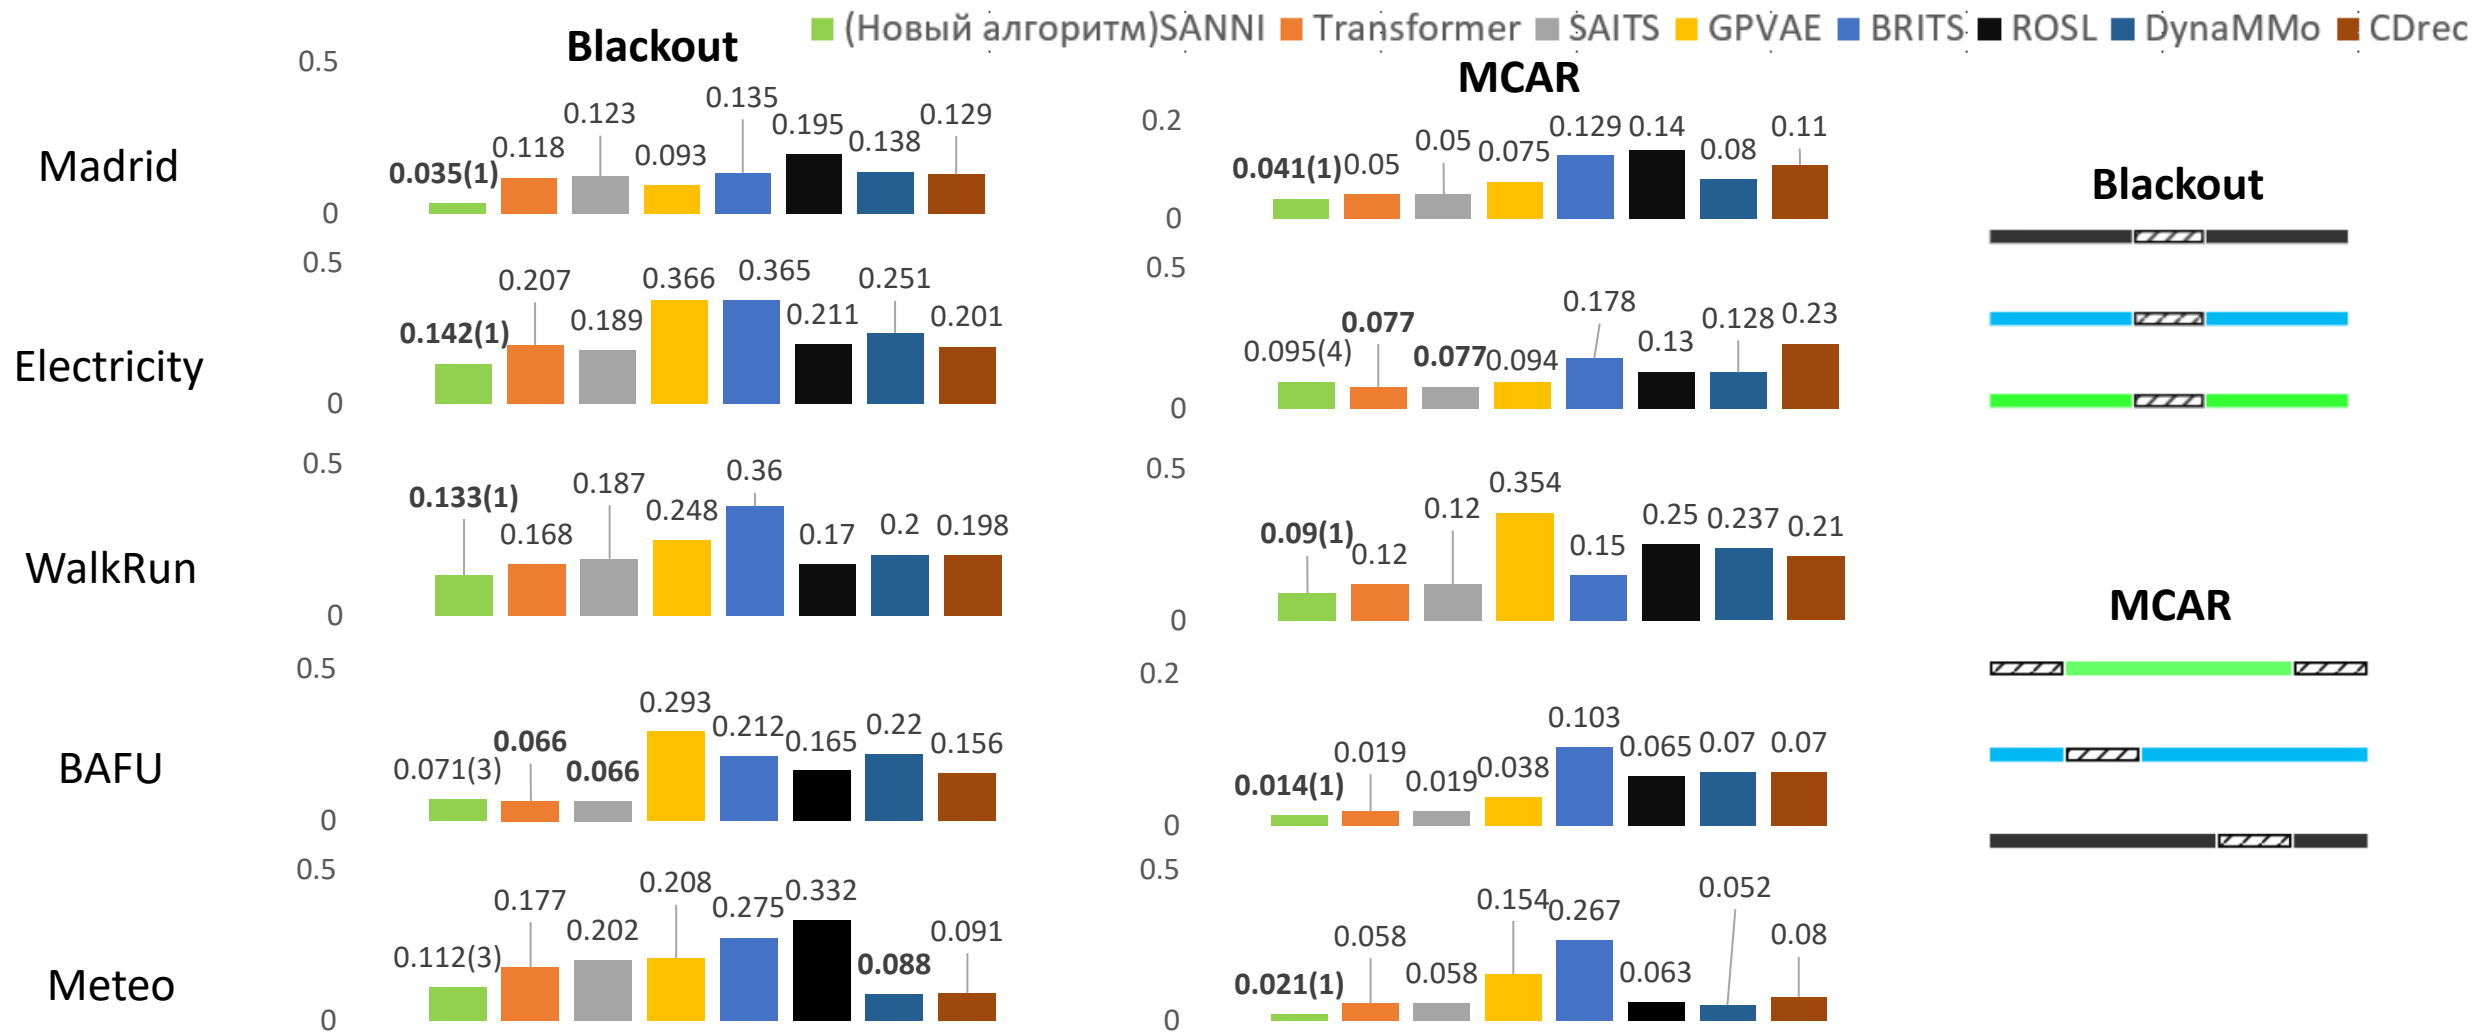 (Новый алгоритм)SANNI Transformer SAITS GPVAE BRITS ROSL DynaMMo CDrec
Blackout
MCAR
Madrid
0.5
0
0.035(1) 0.118 0.123 0.093 0.135 0.195 0.138 0.129
0.2
0
0.041(1) 0.05 0.05 0.075 0.129 0.14 0.08 0.11
Electricity
0.5
0
0.142(1) 0.207 0.189 0.366 0.365 0.211 0.251 0.201
0.5
0
0.095(4) 0.077 0.077 0.094 0.178 0.13 0.128 0.23
WalkRun
0.5
0
0.133(1) 0.168 0.187 0.248 0.36 0.17 0.2 0.198
0.5
0
0.09(1) 0.12 0.12 0.354 0.15 0.25 0.237 0.21
BAFU
0.5
0
0.071(3) 0.066 0.066 0.293 0.212 0.165 0.22 0.156
0.2
0
0.014(1) 0.019 0.019 0.038 0.103 0.065 0.07 0.07
Meteo
0.5
0
0.112(3) 0.177 0.202 0.208 0.275 0.332 0.088 0.091
0.5
0
0.021(1) 0.058 0.058 0.154 0.267 0.063 0.052 0.08
Blackout
MCAR